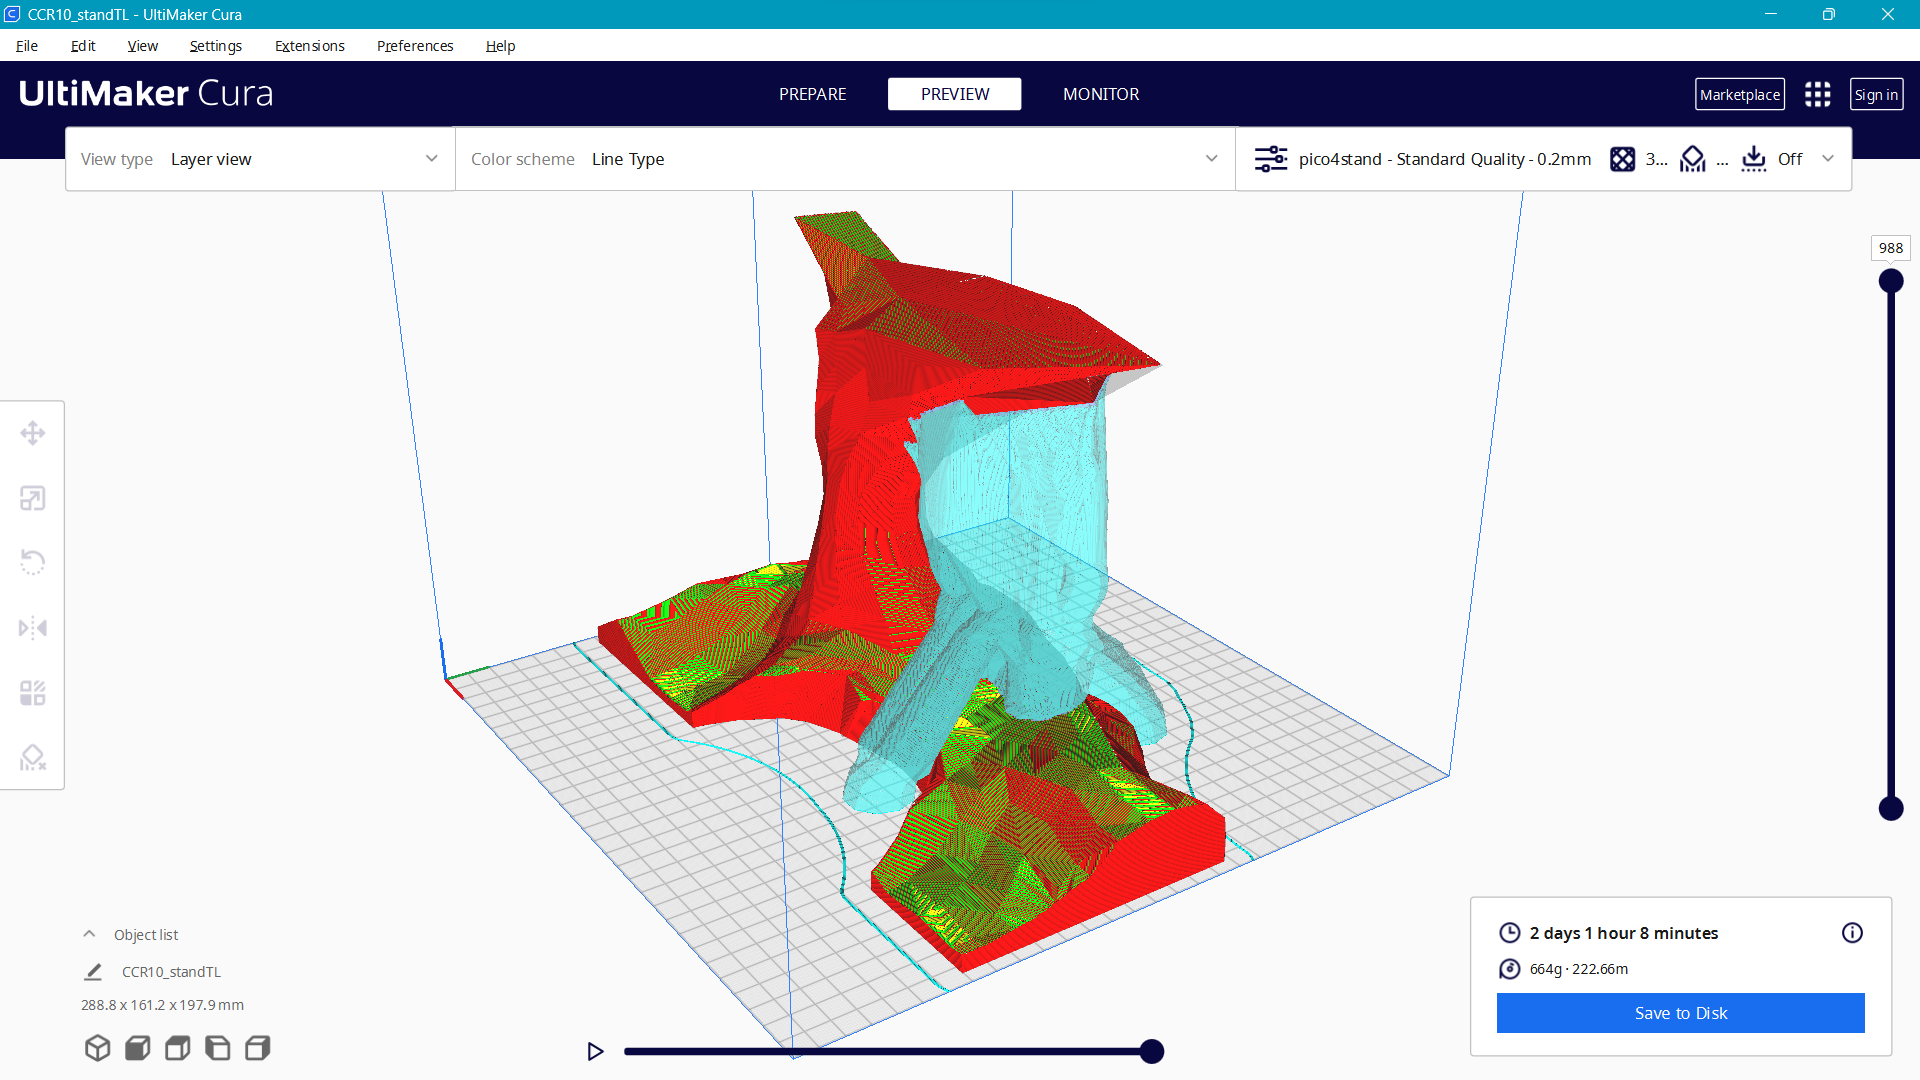 CCR10_standTL - UltiMaker Cura
File Edit View Settings Extensions Preferences Help
UltiMaker Cura PREPARE PREVIEW MONITOR Marketplace Sign in
View type Layer view Color scheme Line Type pico4stand - Standard Quality - 0.2mm 3... ... Off
988
Object list
CCR10_standTL
288.8 x 161.2 x 197.9 mm
2 days 1 hour 8 minutes
664g · 222.66m
Save to Disk